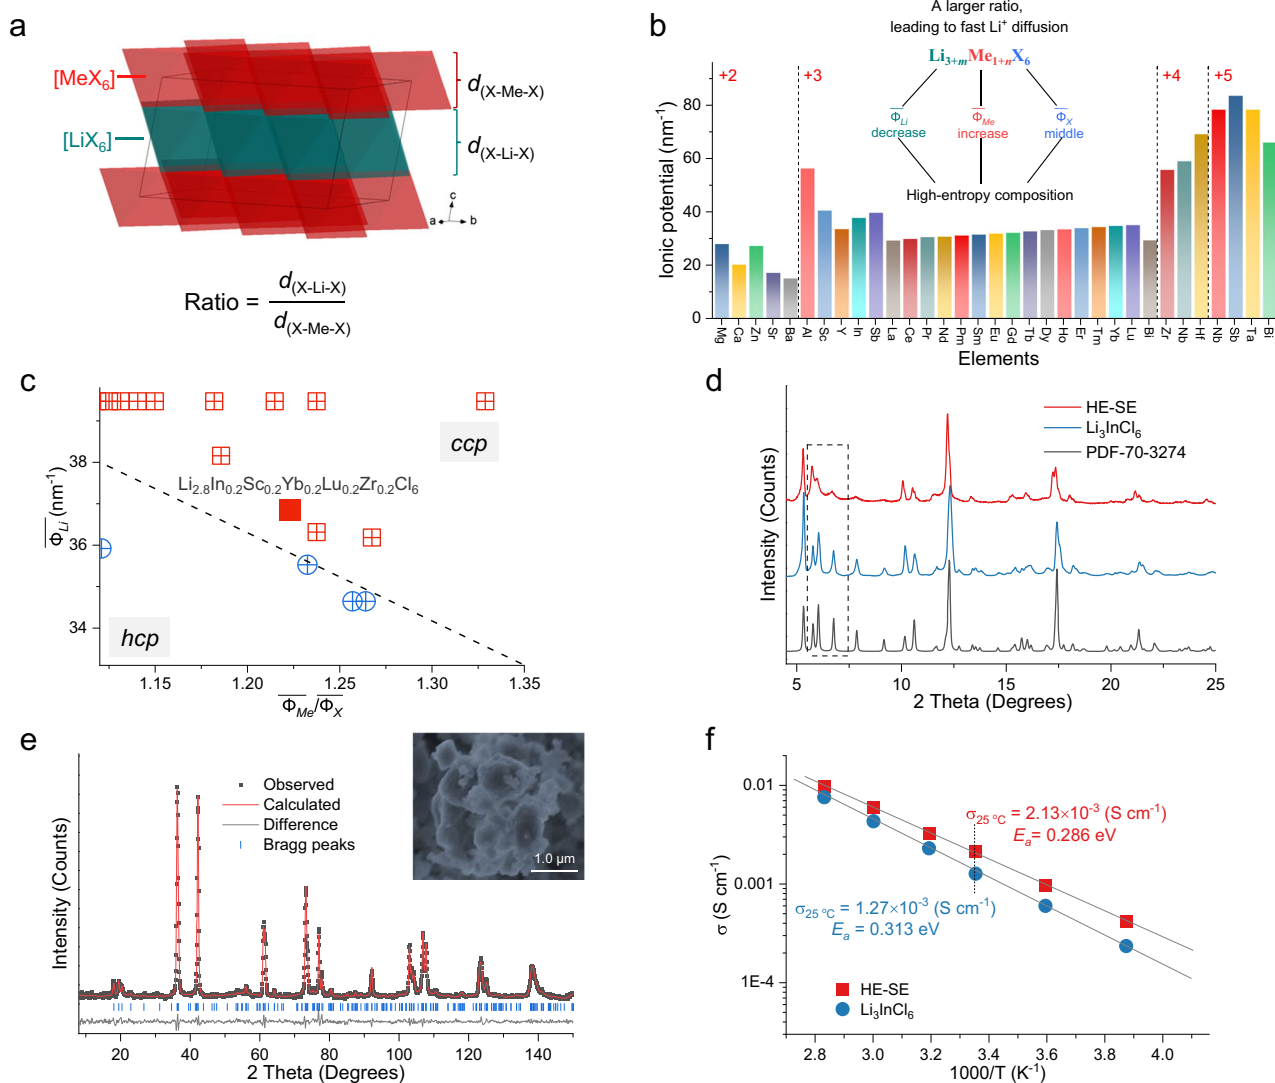 a
[MeX₆]
[LiX₆]
d(X-Me-X)
d(X-Li-X)
c
a
b
Ratio = d(X-Li-X) / d(X-Me-X)
b
A larger ratio,
leading to fast Li⁺ diffusion
Li₃₊ₘMe₁₊ₙX₆
Φ̅Li
decrease
Φ̅Me
increase
Φ̅X
middle
High-entropy composition
+2
+3
+4
+5
Ionic potential (nm⁻¹)
80
60
40
20
0
Mg Ca Zn Sr Ba Al Sc Y In Sb La Ce Pr Nd Pm Sm Eu Gd Tb Dy Ho Er Tm Yb Lu Bi Zr Nb Hf Nb Sb Ta Bi
Elements
c
ccp
Li₂.₈In₀.₂Sc₀.₂Yb₀.₂Lu₀.₂Zr₀.₂Cl₆
hcp
Φ̅Li (nm⁻¹)
38
36
34
1.15 1.20 1.25 1.30 1.35
Φ̅Me/Φ̅X
d
HE-SE
Li₃InCl₆
PDF-70-3274
Intensity (Counts)
5 10 15 20 25
2 Theta (Degrees)
e
Observed
Calculated
Difference
Bragg peaks
1.0 μm
Intensity (Counts)
20 40 60 80 100 120 140
2 Theta (Degrees)
f
σ25 ºC = 2.13×10⁻³ (S cm⁻¹)
Eₐ= 0.286 eV
σ25 ºC = 1.27×10⁻³ (S cm⁻¹)
Eₐ = 0.313 eV
HE-SE
Li₃InCl₆
σ (S cm⁻¹)
0.01
0.001
1E-4
2.8 3.0 3.2 3.4 3.6 3.8 4.0
1000/T (K⁻¹)